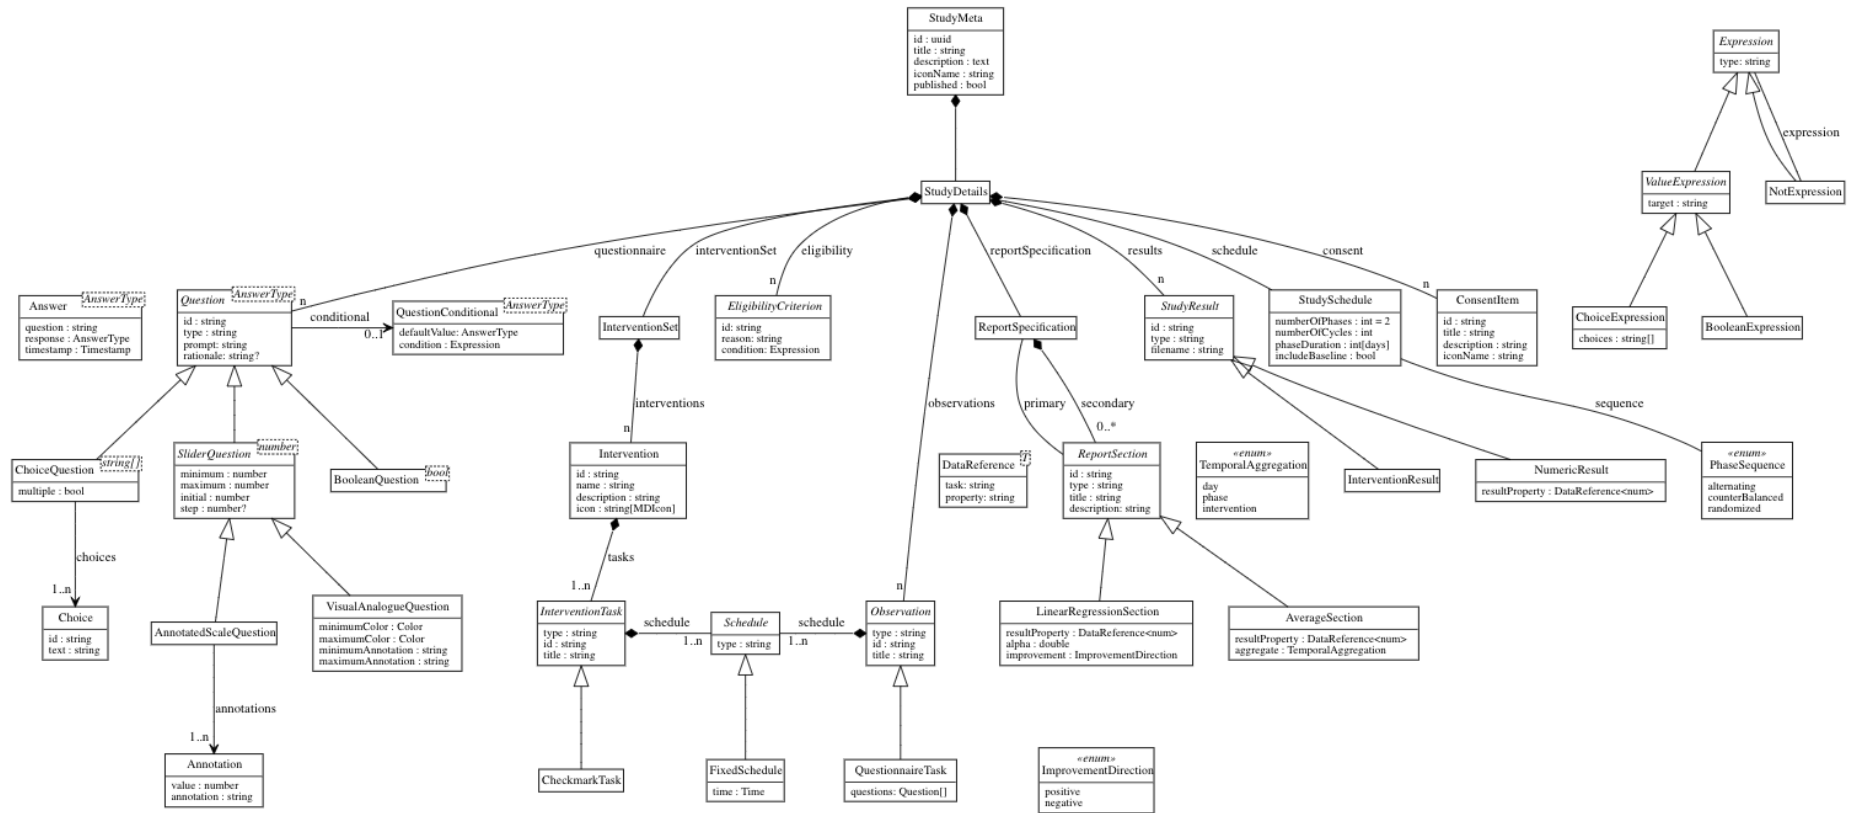 StudyMeta
id : uuid
title : string
description : text
iconName : string
published : bool
Expression
type: string
expression
StudyDetails
ValueExpression
target : string
NotExpression
questionnaire
interventionSet
eligibility
reportSpecification
results
schedule
consent
n
n
n
n
Answer
AnswerType
question : string
response : AnswerType
timestamp : Timestamp
Question
AnswerType
id : string
type : string
prompt: string
rationale: string?
conditional
0..1
QuestionConditional
AnswerType
defaultValue: AnswerType
condition : Expression
InterventionSet
EligibilityCriterion
id: string
reason: string
condition: Expression
ReportSpecification
StudyResult
id : string
type : string
filename : string
StudySchedule
numberOfPhases : int = 2
numberOfCycles : int
phaseDuration : int[days]
includeBaseline : bool
ConsentItem
id : string
title : string
description : string
iconName : string
ChoiceExpression
choices : string[]
BooleanExpression
interventions
n
observations
primary
secondary
0..*
sequence
ChoiceQuestion
string[]
multiple : bool
SliderQuestion
number
minimum : number
maximum : number
initial : number
step : number?
BooleanQuestion
bool
Intervention
id : string
name : string
description : string
icon : string[MDIcon]
DataReference
T
task: string
property: string
ReportSection
id : string
type : string
title : string
description: string
«enum»
TemporalAggregation
day
phase
intervention
InterventionResult
NumericResult
resultProperty : DataReference<num>
«enum»
PhaseSequence
alternating
counterBalanced
randomized
choices
1..n
tasks
1..n
n
Choice
id : string
text : string
AnnotatedScaleQuestion
VisualAnalogueQuestion
minimumColor : Color
maximumColor : Color
minimumAnnotation : string
maximumAnnotation : string
InterventionTask
type : string
id : string
title : string
schedule
1..n
Schedule
type : string
schedule
1..n
Observation
type : string
id : string
title : string
LinearRegressionSection
resultProperty : DataReference<num>
alpha : double
improvement : ImprovementDirection
AverageSection
resultProperty : DataReference<num>
aggregate : TemporalAggregation
annotations
1..n
Annotation
value : number
annotation : string
CheckmarkTask
FixedSchedule
time : Time
QuestionnaireTask
questions: Question[]
«enum»
ImprovementDirection
positive
negative